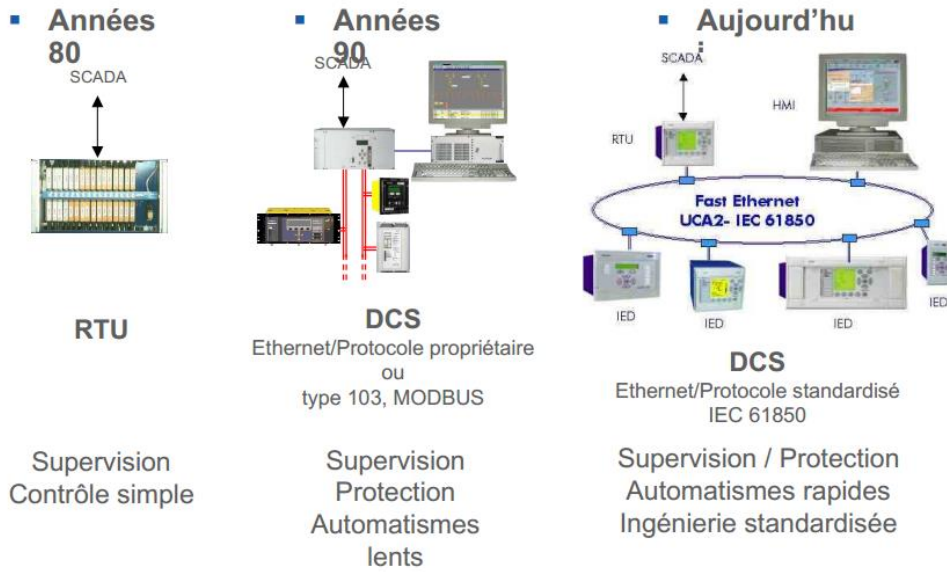 ▪ Années
80
SCADA
RTU
Supervision
Contrôle simple
▪ Années
90
SCADA
DCS
Ethernet/Protocole propriétaire
ou
type 103, MODBUS
Supervision
Protection
Automatismes
lents
▪ Aujourd’hu
i
SCADA
RTU
HMI
Fast Ethernet
UCA2- IEC 61850
IED
IED
IED
IED
DCS
Ethernet/Protocole standardisé
IEC 61850
Supervision / Protection
Automatismes rapides
Ingénierie standardisée